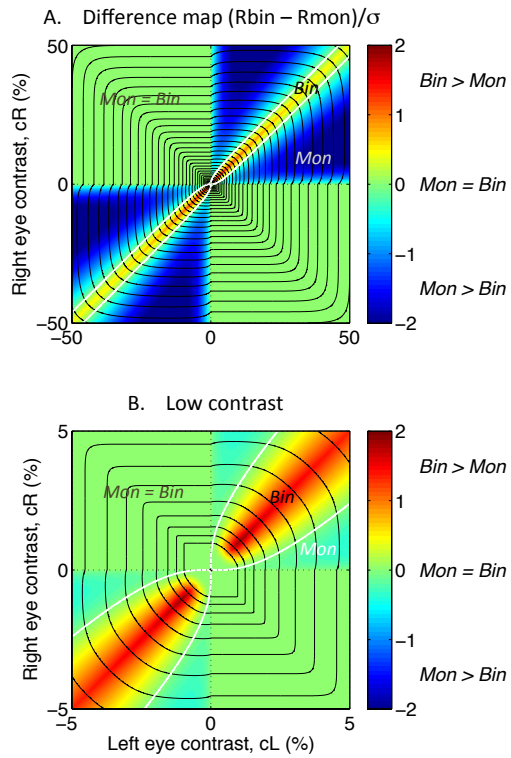 A. Difference map (Rbin – Rmon)/σ
Right eye contrast, cR (%)
50
0
−50
−50
0
50
Mon = Bin
Bin
Mon
2
1
0
−1
−2
Bin > Mon
Mon = Bin
Mon > Bin
B. Low contrast
Right eye contrast, cR (%)
5
0
-5
−5
0
5
Left eye contrast, cL (%)
Mon = Bin
Bin
Mon
2
1
0
−1
−2
Bin > Mon
Mon = Bin
Mon > Bin